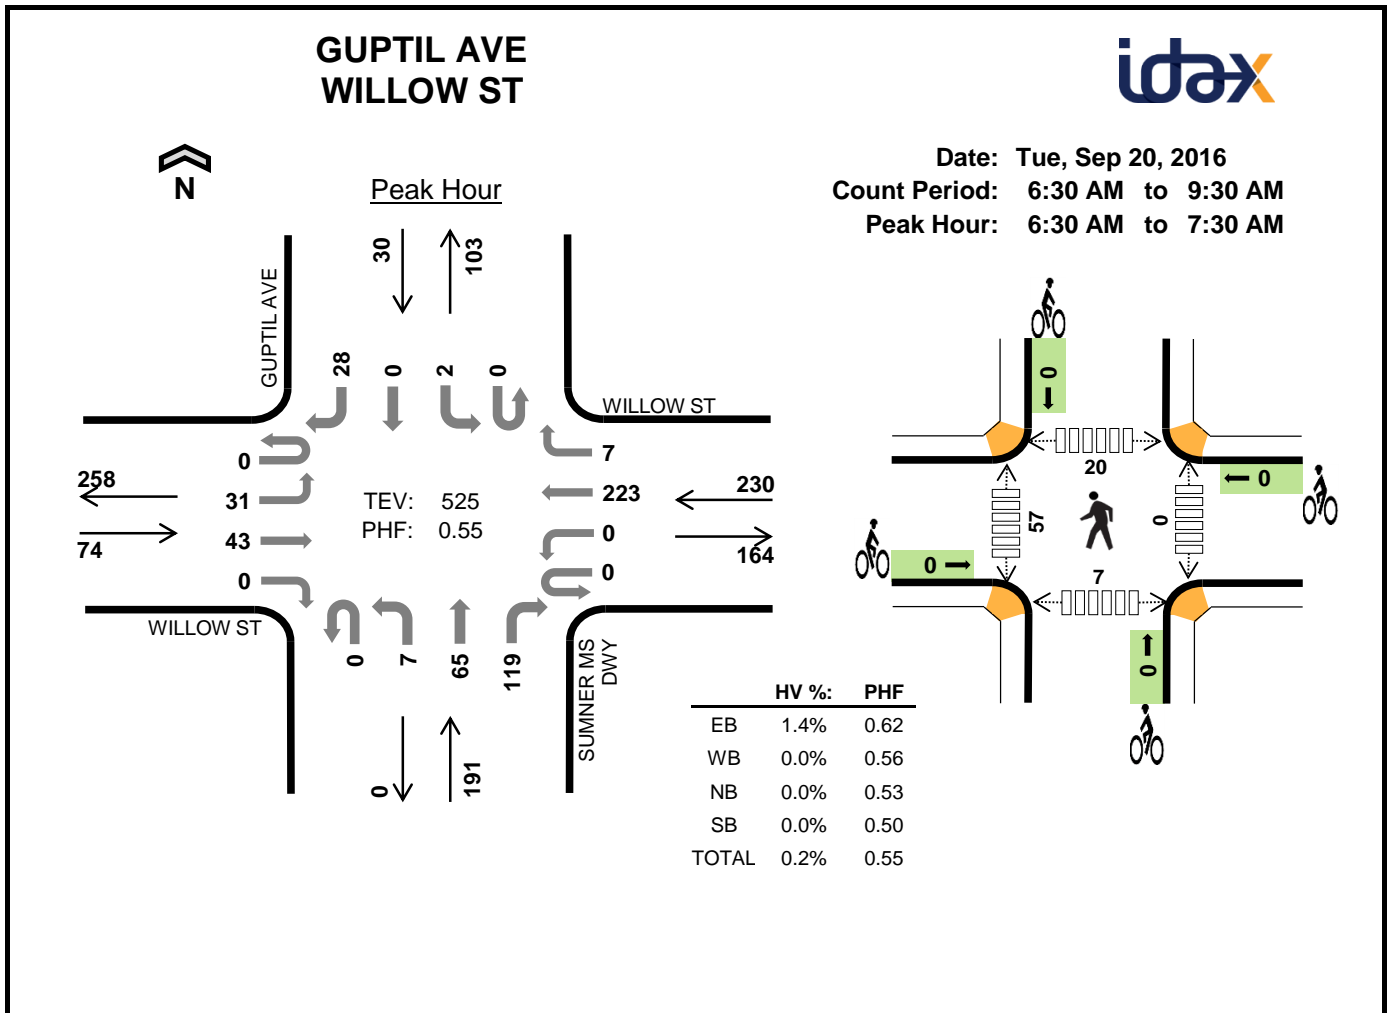 GUPTIL AVE
WILLOW ST
idax
N
Peak Hour
Date: Tue, Sep 20, 2016
Count Period: 6:30 AM to 9:30 AM
Peak Hour: 6:30 AM to 7:30 AM
30
103
GUPTIL AVE
28
0
2
0
WILLOW ST
0
7
258
31
TEV: 525
223
230
74
43
PHF: 0.55
0
164
0
0
WILLOW ST
0
7
65
119
SUMNER MS
DWY
0
191
0
20
0
57
0
0
7
0
HV %: PHF
EB 1.4% 0.62
WB 0.0% 0.56
NB 0.0% 0.53
SB 0.0% 0.50
TOTAL 0.2% 0.55